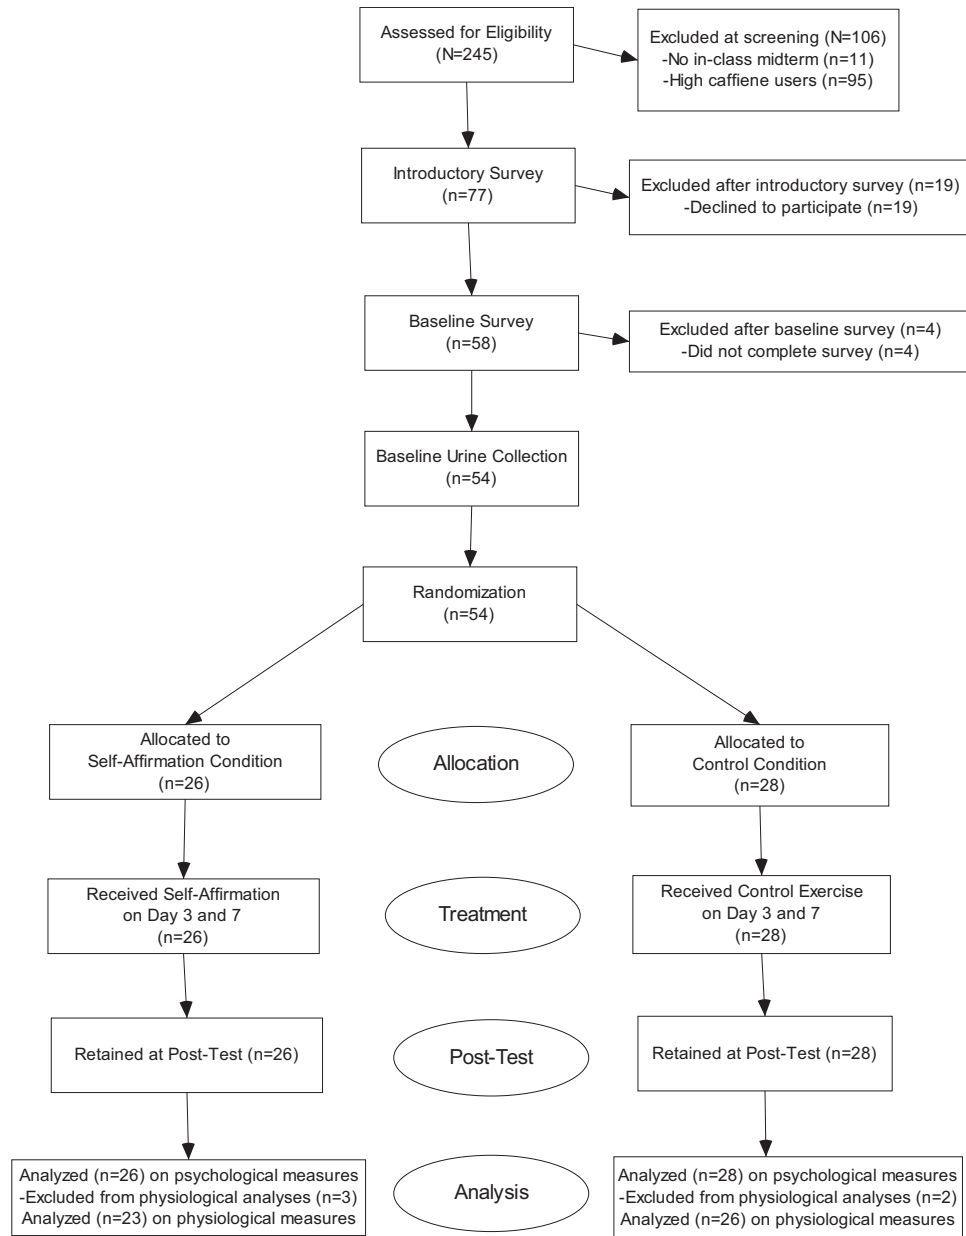 Assessed for Eligibility
(N=245)
Excluded at screening (N=106)
-No in-class midterm (n=11)
-High caffiene users (n=95)
Introductory Survey
(n=77)
Excluded after introductory survey (n=19)
-Declined to participate (n=19)
Baseline Survey
(n=58)
Excluded after baseline survey (n=4)
-Did not complete survey (n=4)
Baseline Urine Collection
(n=54)
Randomization
(n=54)
Allocated to
Self-Affirmation Condition
(n=26)
Allocation
Allocated to
Control Condition
(n=28)
Received Self-Affirmation
on Day 3 and 7
(n=26)
Treatment
Received Control Exercise
on Day 3 and 7
(n=28)
Retained at Post-Test (n=26)
Post-Test
Retained at Post-Test (n=28)
Analyzed (n=26) on psychological measures
-Excluded from physiological analyses (n=3)
Analyzed (n=23) on physiological measures
Analysis
Analyzed (n=28) on psychological measures
-Excluded from physiological analyses (n=2)
Analyzed (n=26) on physiological measures